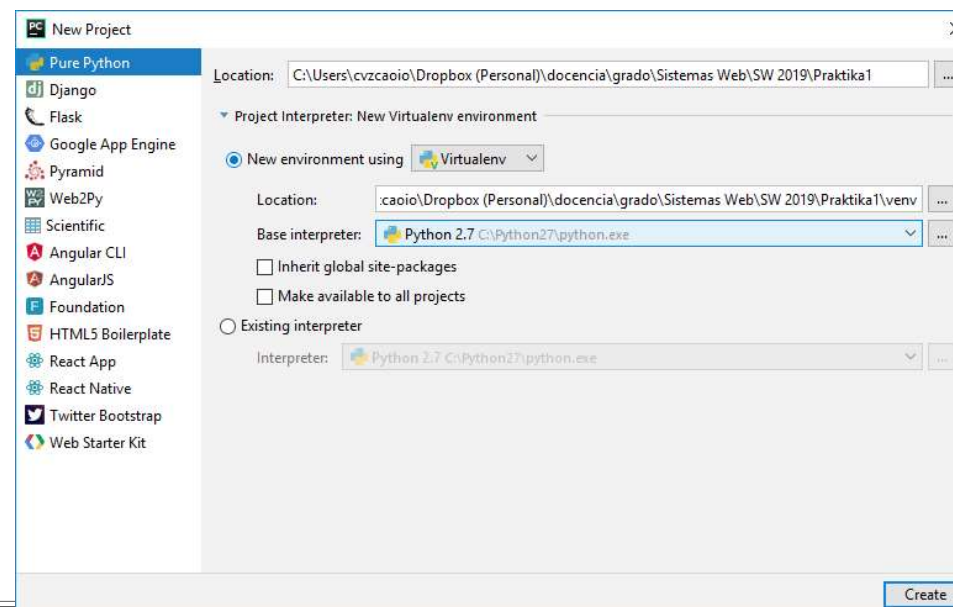 New Project
Pure Python
Django
Flask
Google App Engine
Pyramid
Web2Py
Scientific
Angular CLI
AngularJS
Foundation
HTML5 Boilerplate
React App
React Native
Twitter Bootstrap
Web Starter Kit
Location: C:\Users\cvzcaoio\Dropbox (Personal)\docencia\grado\Sistemas Web\SW 2019\Praktika1 ...
Project Interpreter: New Virtualenv environment
New environment using Virtualenv
Location: :caoio\Dropbox (Personal)\docencia\grado\Sistemas Web\SW 2019\Praktika1\venv ...
Base interpreter: Python 2.7 C:\Python27\python.exe ...
Inherit global site-packages
Make available to all projects
Existing interpreter
Interpreter: Python 2.7 C:\Python27\python.exe ...
Create